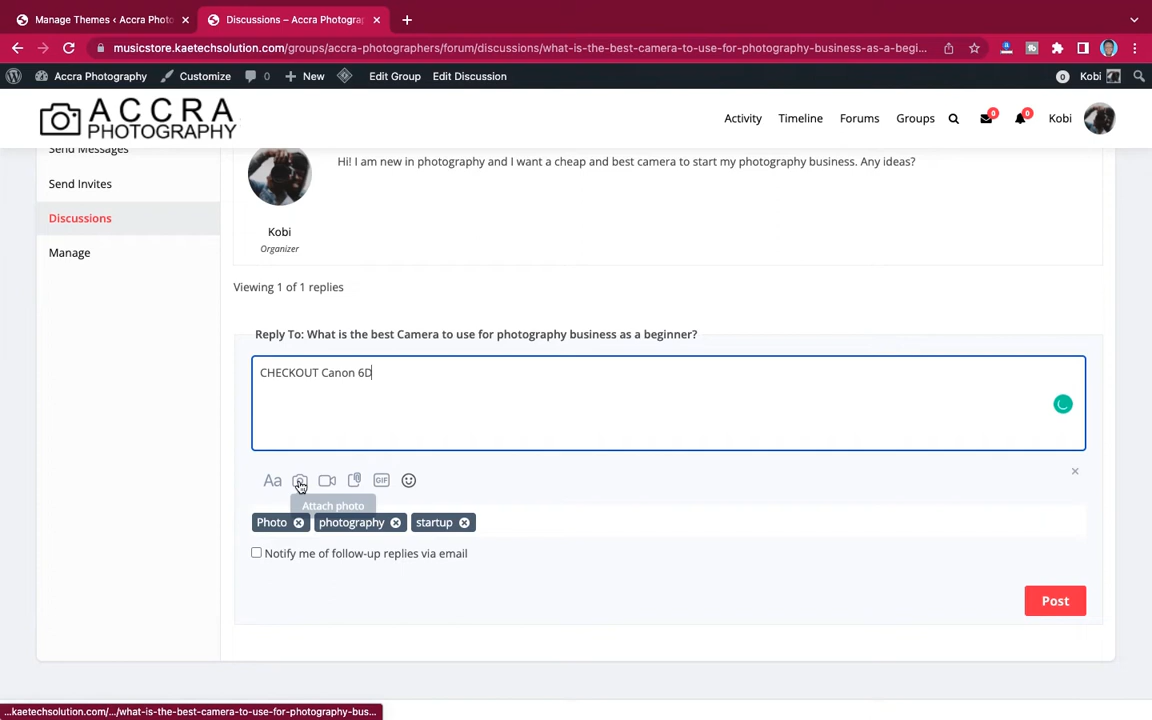 Manage Themes ‹ Accra Photo
Discussions – Accra Photograp
musicstore.kaetechsolution.com/groups/accra-photographers/forum/discussions/what-is-the-best-camera-to-use-for-photography-business-as-a-begi...
Accra Photography Customize 0 New Edit Group Edit Discussion 0 Kobi
ACCRA
PHOTOGRAPHY
Activity Timeline Forums Groups 0 0 Kobi
Send Messages
Send Invites
Discussions
Manage
Hi! I am new in photography and I want a cheap and best camera to start my photography business. Any ideas?
Kobi
Organizer
Viewing 1 of 1 replies
Reply To: What is the best Camera to use for photography business as a beginner?
CHECKOUT Canon 6D
Aa GIF
Attach photo
Photo photography startup
Notify me of follow-up replies via email
Post
...kaetechsolution.com/.../what-is-the-best-camera-to-use-for-photography-bus...